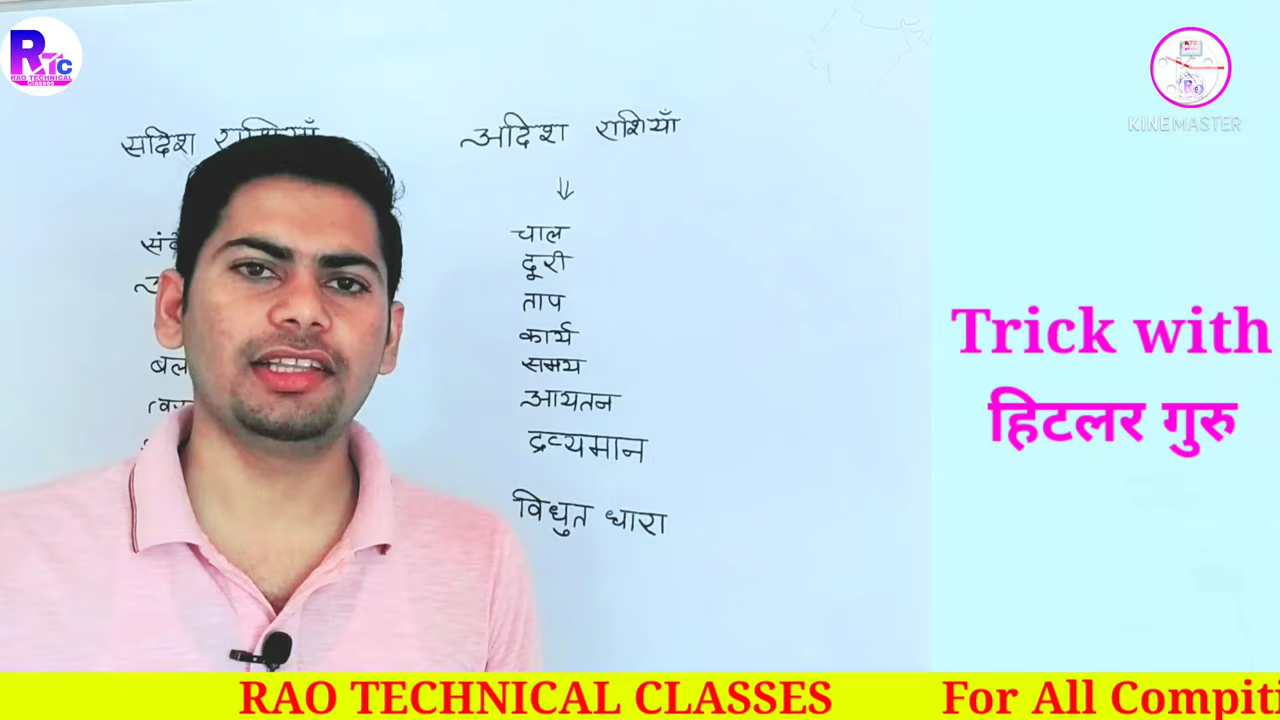 RTC
RAO TECHNICAL
Classes
KINEMASTER
सदिश राशियाँ
अदिश राशियाँ
चाल
दूरी
ताप
कार्य
समय
आयतन
द्रव्यमान
विधुत धारा
बल
Trick with
हिटलर गुरु
RAO TECHNICAL CLASSES
For All Compiti